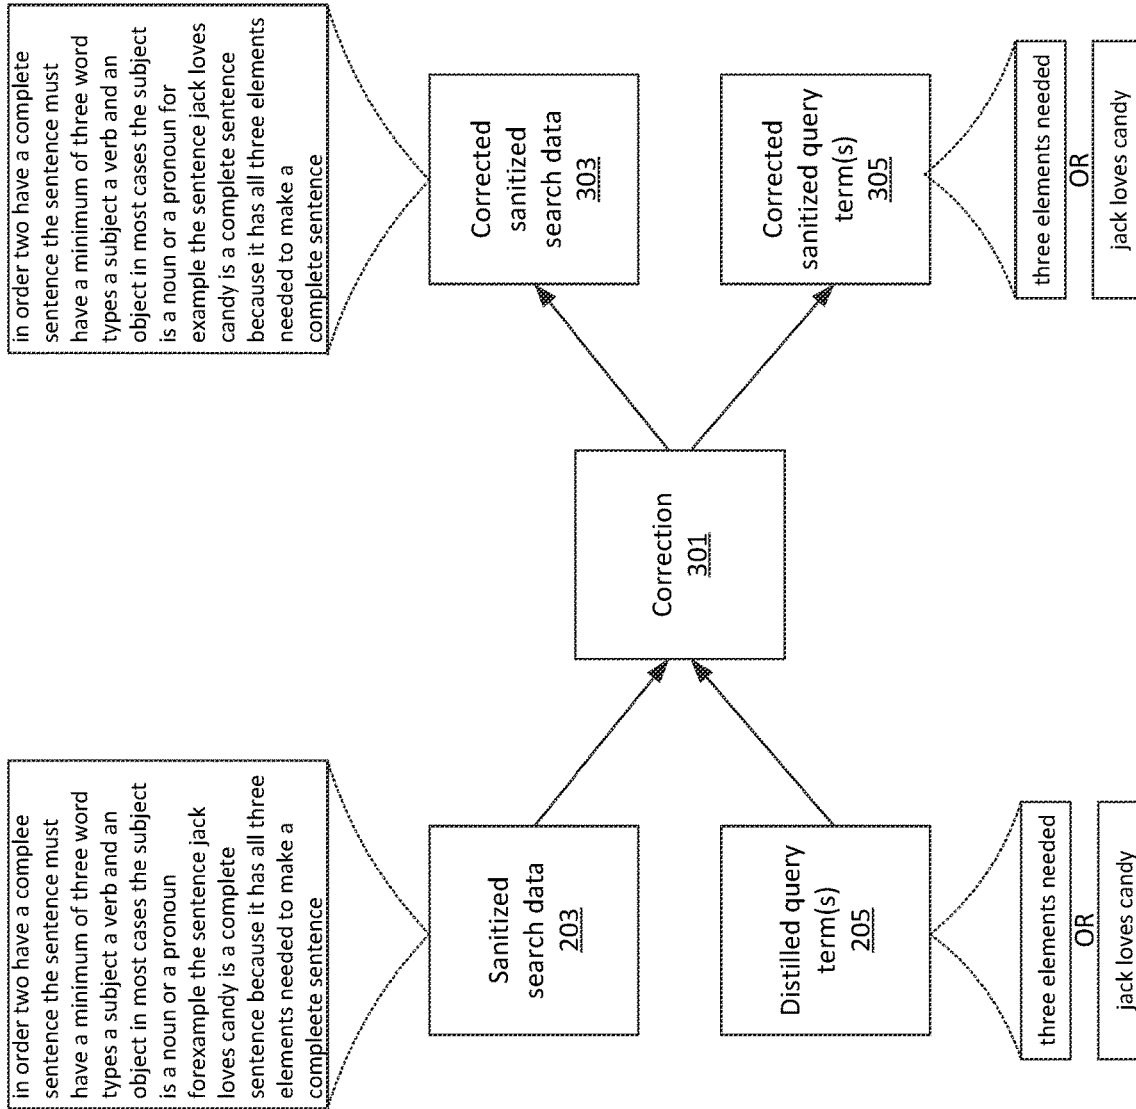 in order two have a complee
sentence the sentence must
have a minimum of three word
types a subject a verb and an
object in most cases the subject
is a noun or a pronoun
forexample the sentence jack
loves candy is a complete
sentence because it has all three
elements needed to make a
compleete sentence
Sanitized
search data
203
Distilled query
term(s)
205
three elements needed
OR
jack loves candy
Correction
301
in order two have a complete
sentence the sentence must
have a minimum of three word
types a subject a verb and an
object in most cases the subject
is a noun or a pronoun for
example the sentence jack loves
candy is a complete sentence
because it has all three elements
needed to make a
complete sentence
Corrected
sanitized
search data
303
Corrected
sanitized query
term(s)
305
three elements needed
OR
jack loves candy